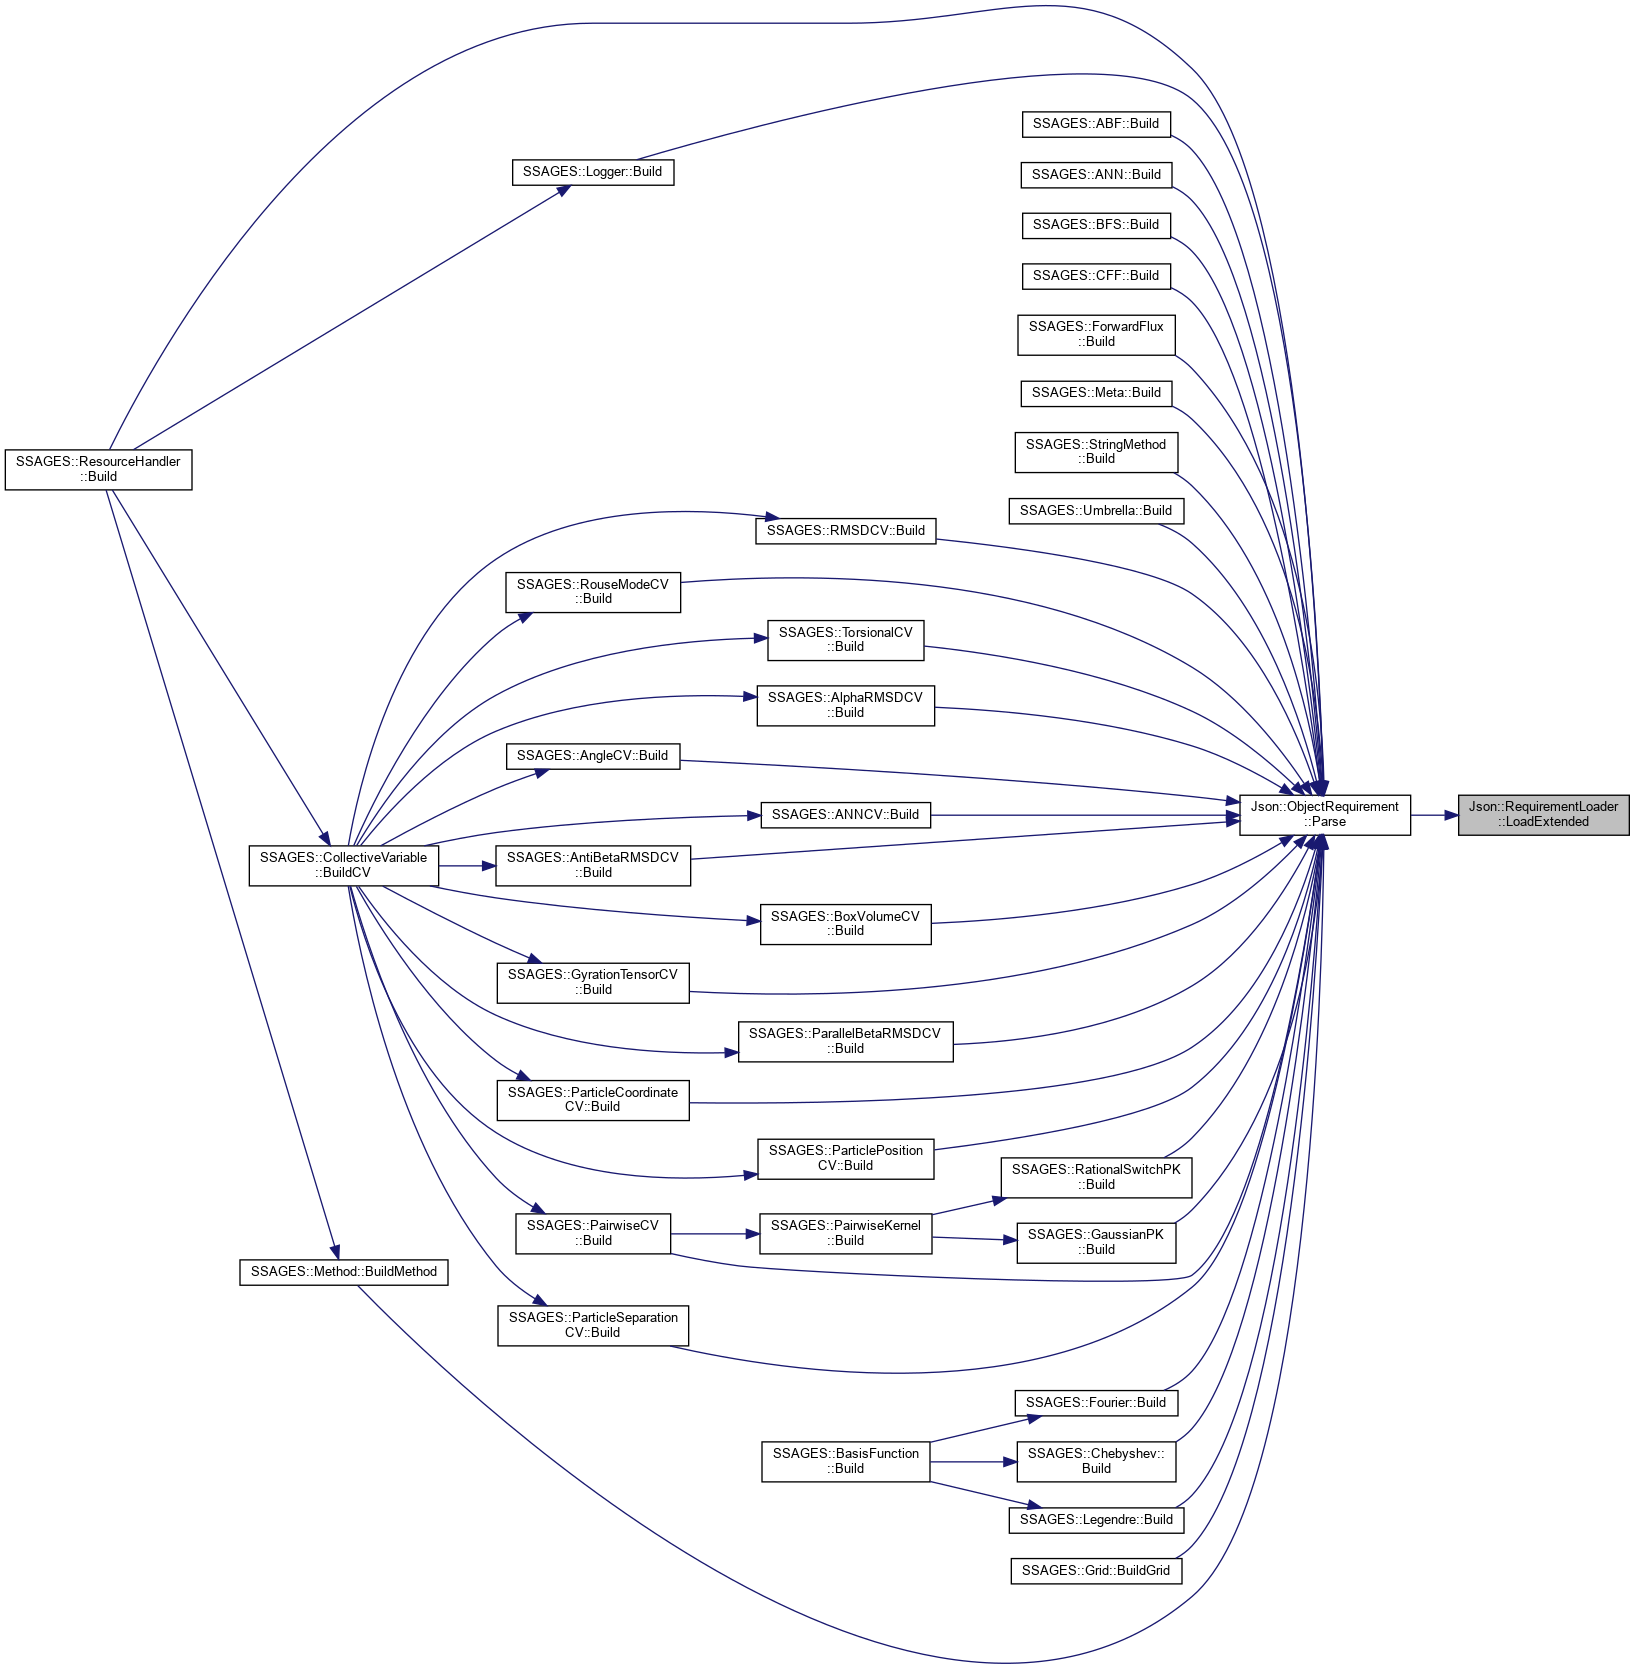 SSAGES::ABF::Build
SSAGES::Logger::Build
SSAGES::ANN::Build
SSAGES::BFS::Build
SSAGES::CFF::Build
SSAGES::ForwardFlux
::Build
SSAGES::Meta::Build
SSAGES::StringMethod
::Build
SSAGES::ResourceHandler
::Build
SSAGES::Umbrella::Build
SSAGES::RMSDCV::Build
SSAGES::RouseModeCV
::Build
SSAGES::TorsionalCV
::Build
SSAGES::AlphaRMSDCV
::Build
SSAGES::AngleCV::Build
SSAGES::ANNCV::Build
Json::ObjectRequirement
::Parse
Json::RequirementLoader
::LoadExtended
SSAGES::CollectiveVariable
::BuildCV
SSAGES::AntiBetaRMSDCV
::Build
SSAGES::BoxVolumeCV
::Build
SSAGES::GyrationTensorCV
::Build
SSAGES::ParallelBetaRMSDCV
::Build
SSAGES::ParticleCoordinate
CV::Build
SSAGES::ParticlePosition
CV::Build
SSAGES::RationalSwitchPK
::Build
SSAGES::PairwiseCV
::Build
SSAGES::PairwiseKernel
::Build
SSAGES::GaussianPK
::Build
SSAGES::Method::BuildMethod
SSAGES::ParticleSeparation
CV::Build
SSAGES::Fourier::Build
SSAGES::BasisFunction
::Build
SSAGES::Chebyshev::
Build
SSAGES::Legendre::Build
SSAGES::Grid::BuildGrid